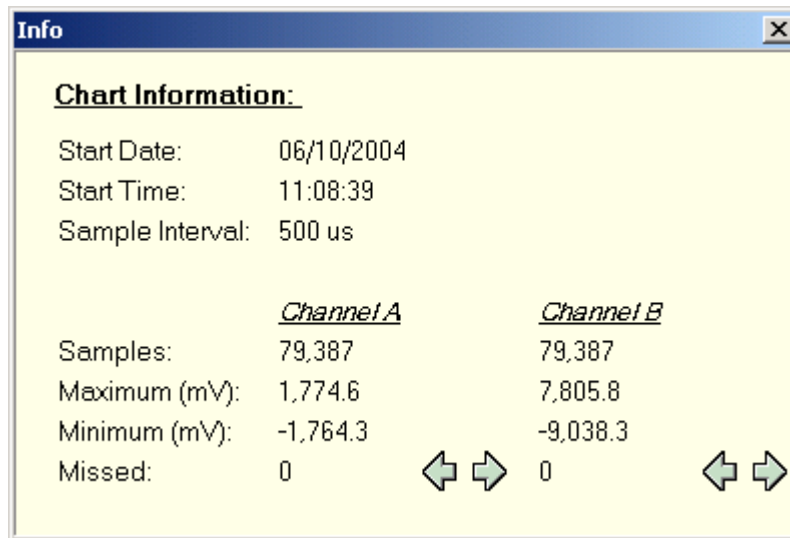 Info
Chart Information:
Start Date: 06/10/2004
Start Time: 11:08:39
Sample Interval: 500 us
Channel A Channel B
Samples: 79,387 79,387
Maximum (mV): 1,774.6 7,805.8
Minimum (mV): -1,764.3 -9,038.3
Missed: 0 0